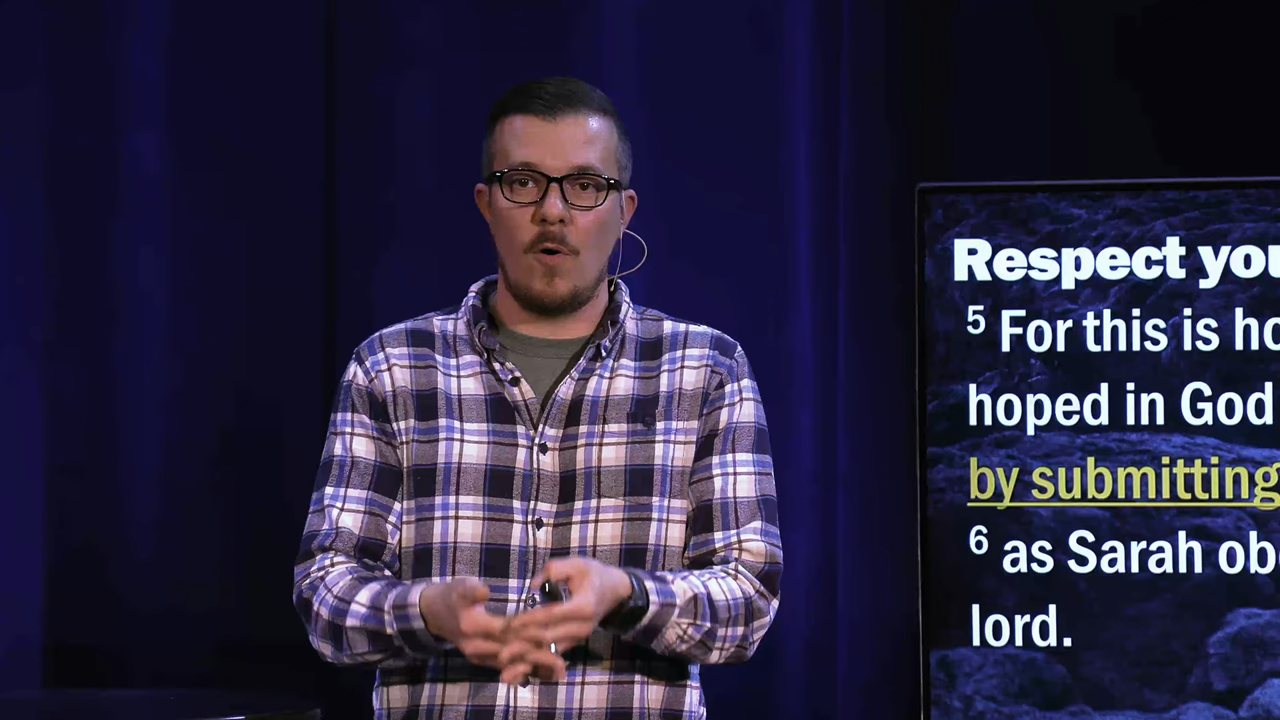 Respect you
5 For this is ho
hoped in God
by submitting
6 as Sarah ob
lord.